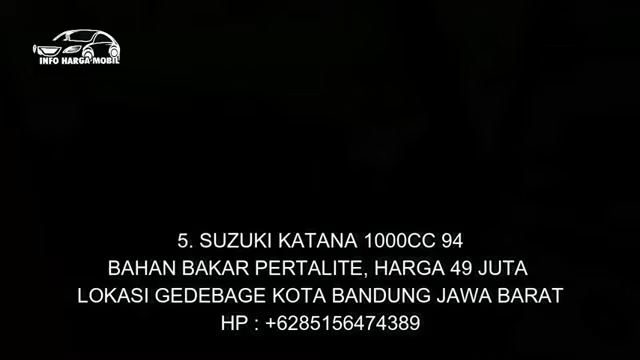 INFO HARGA MOBIL
5. SUZUKI KATANA 1000CC 94
BAHAN BAKAR PERTALITE, HARGA 49 JUTA
LOKASI GEDEBAGE KOTA BANDUNG JAWA BARAT
HP : +6285156474389